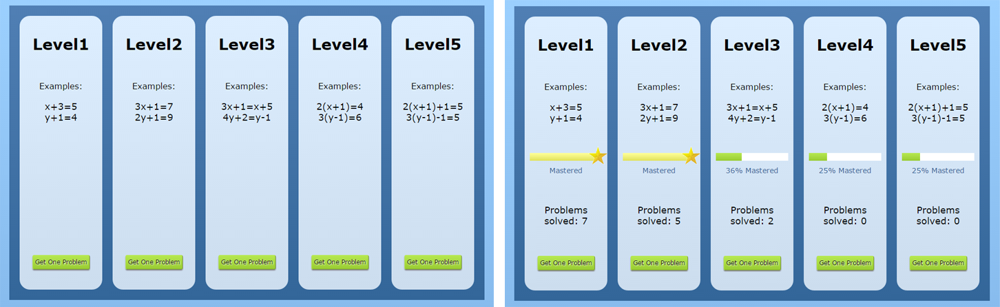 Level1
Examples:
x+3=5
y+1=4
Get One Problem
Level2
Examples:
3x+1=7
2y+1=9
Get One Problem
Level3
Examples:
3x+1=x+5
4y+2=y-1
Get One Problem
Level4
Examples:
2(x+1)=4
3(y-1)=6
Get One Problem
Level5
Examples:
2(x+1)+1=5
3(y-1)-1=5
Get One Problem
Level1
Examples:
x+3=5
y+1=4
Mastered
Problems
solved: 7
Get One Problem
Level2
Examples:
3x+1=7
2y+1=9
Mastered
Problems
solved: 5
Get One Problem
Level3
Examples:
3x+1=x+5
4y+2=y-1
36% Mastered
Problems
solved: 2
Get One Problem
Level4
Examples:
2(x+1)=4
3(y-1)=6
25% Mastered
Problems
solved: 0
Get One Problem
Level5
Examples:
2(x+1)+1=5
3(y-1)-1=5
25% Mastered
Problems
solved: 0
Get One Problem